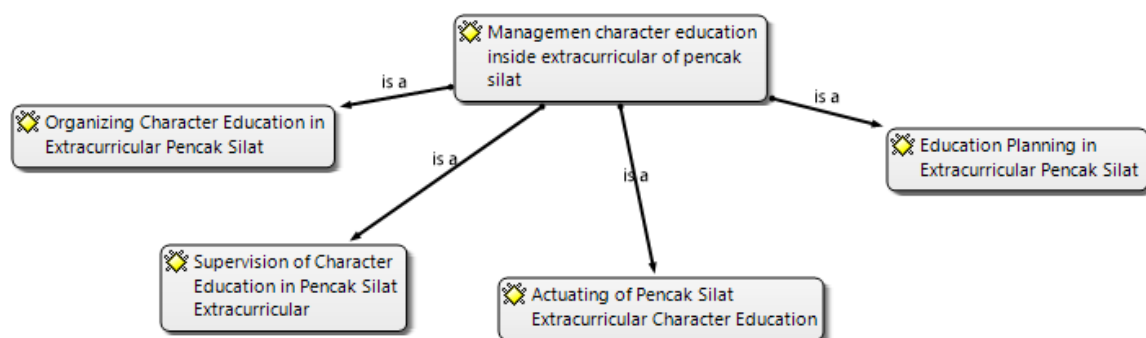 Managemen character education
inside extracurricular of pencak
silat
is a
is a
is a
is a
Organizing Character Education in
Extracurricular Pencak Silat
Education Planning in
Extracurricular Pencak Silat
Supervision of Character
Education in Pencak Silat
Extracurricular
Actuating of Pencak Silat
Extracurricular Character Education